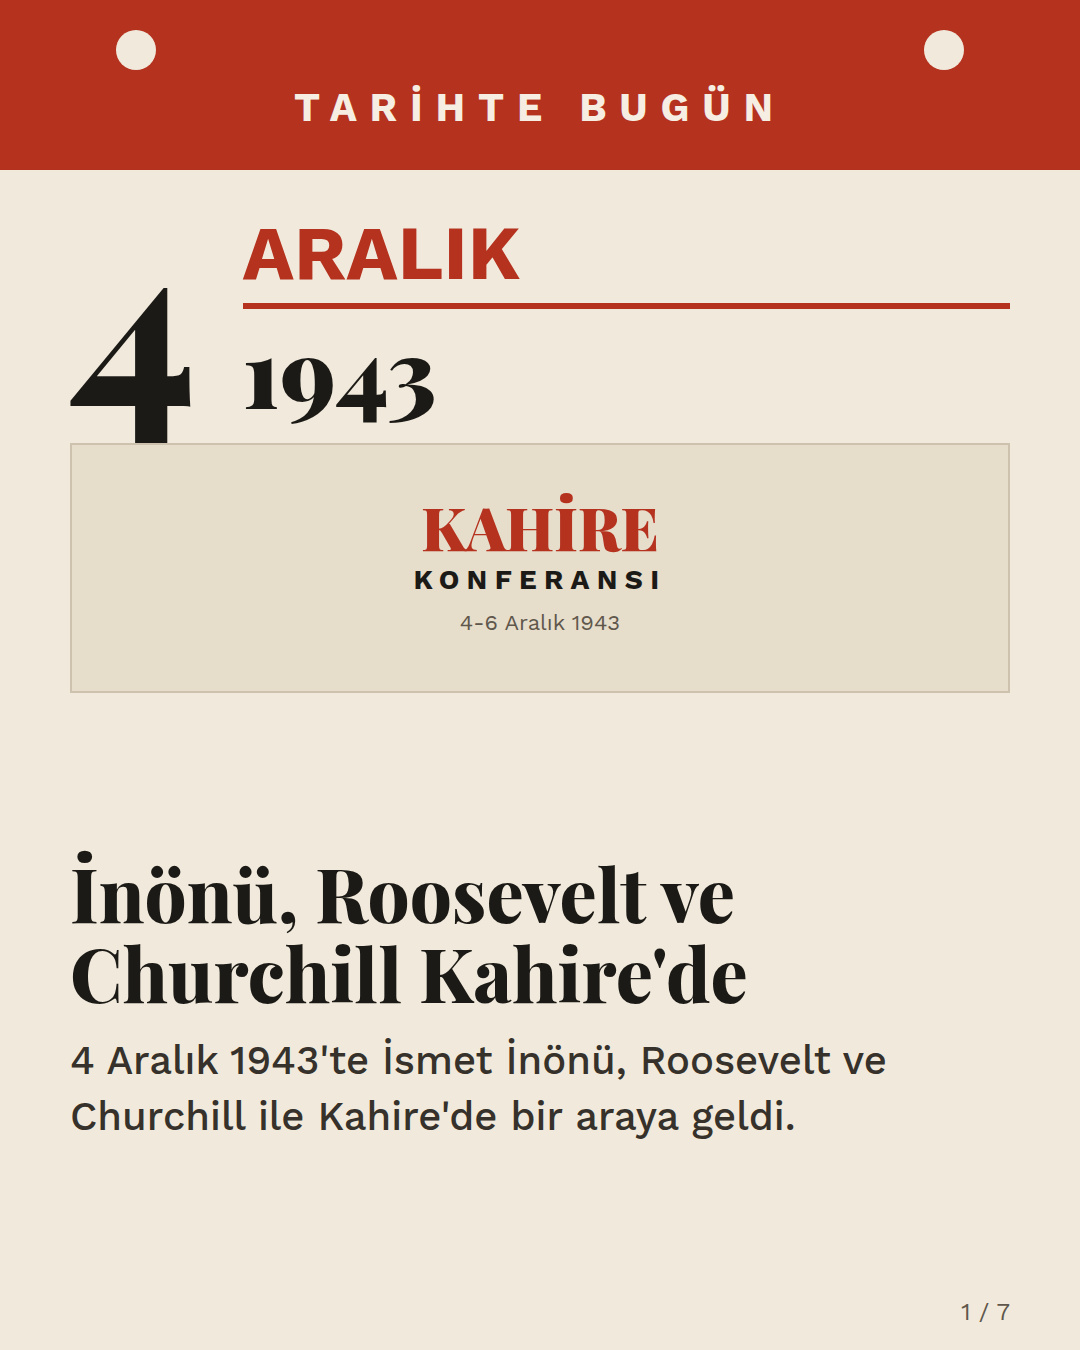 TARİHTE BUGÜN
4
ARALIK
1943
KAHİRE
KONFERANSI
4-6 Aralık 1943
İnönü, Roosevelt ve
Churchill Kahire'de
4 Aralık 1943'te İsmet İnönü, Roosevelt ve
Churchill ile Kahire'de bir araya geldi.
1 / 7